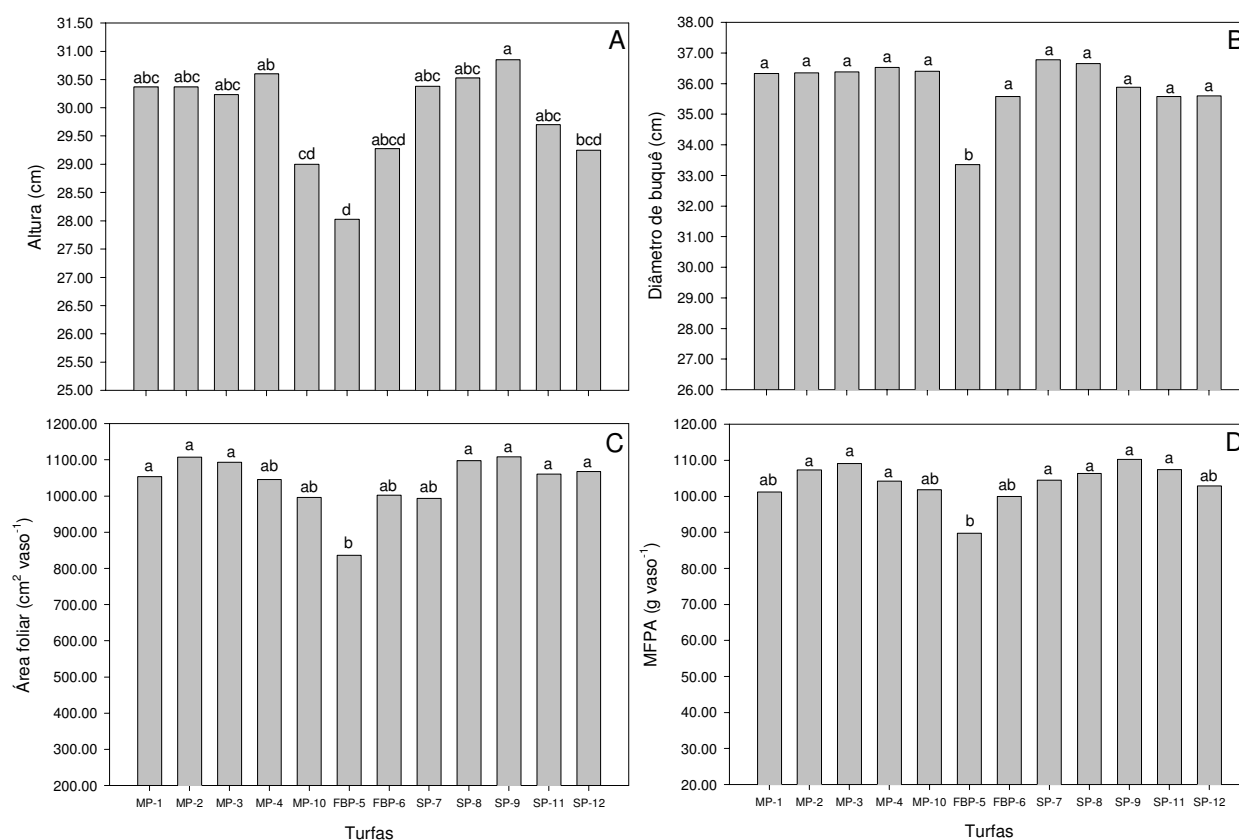 A
Altura (cm)
31.50
31.00
30.50
30.00
29.50
29.00
28.50
28.00
27.50
27.00
26.50
26.00
25.50
25.00
abc
abc
abc
ab
cd
d
abcd
abc
abc
a
abc
bcd
B
Diâmetro de buquê (cm)
38.00
37.00
36.00
35.00
34.00
33.00
32.00
31.00
30.00
29.00
28.00
27.00
26.00
a
a
a
a
a
b
a
a
a
a
a
a
C
Área foliar (cm² vaso⁻¹)
1200.00
1100.00
1000.00
900.00
800.00
700.00
600.00
500.00
400.00
300.00
200.00
a
a
a
ab
ab
b
ab
ab
a
a
a
a
MP-1 MP-2 MP-3 MP-4 MP-10 FBP-5 FBP-6 SP-7 SP-8 SP-9 SP-11 SP-12
Turfas
D
MFPA (g vaso⁻¹)
120.00
110.00
100.00
90.00
80.00
70.00
60.00
50.00
40.00
30.00
20.00
ab
a
a
a
ab
b
ab
a
a
a
a
ab
MP-1 MP-2 MP-3 MP-4 MP-10 FBP-5 FBP-6 SP-7 SP-8 SP-9 SP-11 SP-12
Turfas